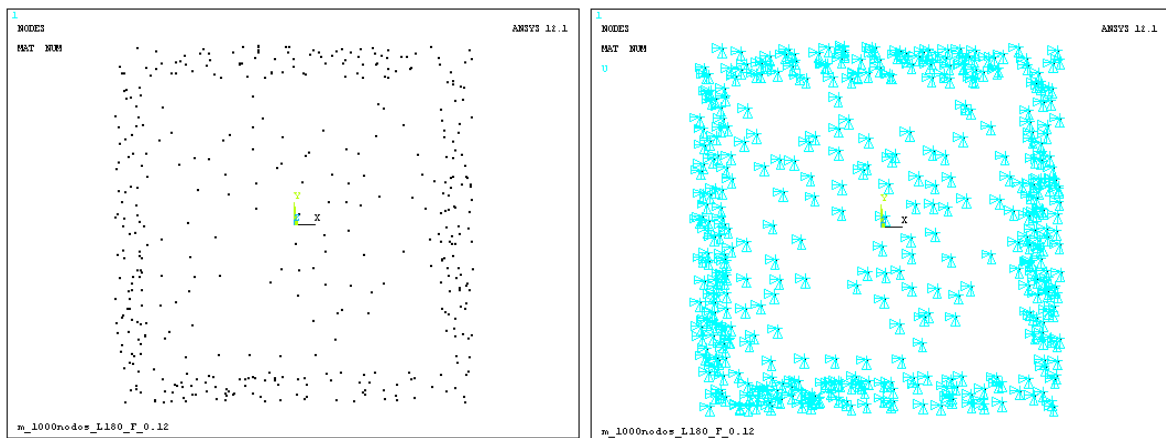 1
NODES
MAT NUM
ANSYS 12.1
Y
Z
X
m_1000nodos_L180_F_0.12
1
NODES
MAT NUM
U
ANSYS 12.1
Y
Z
X
m_1000nodos_L180_F_0.12